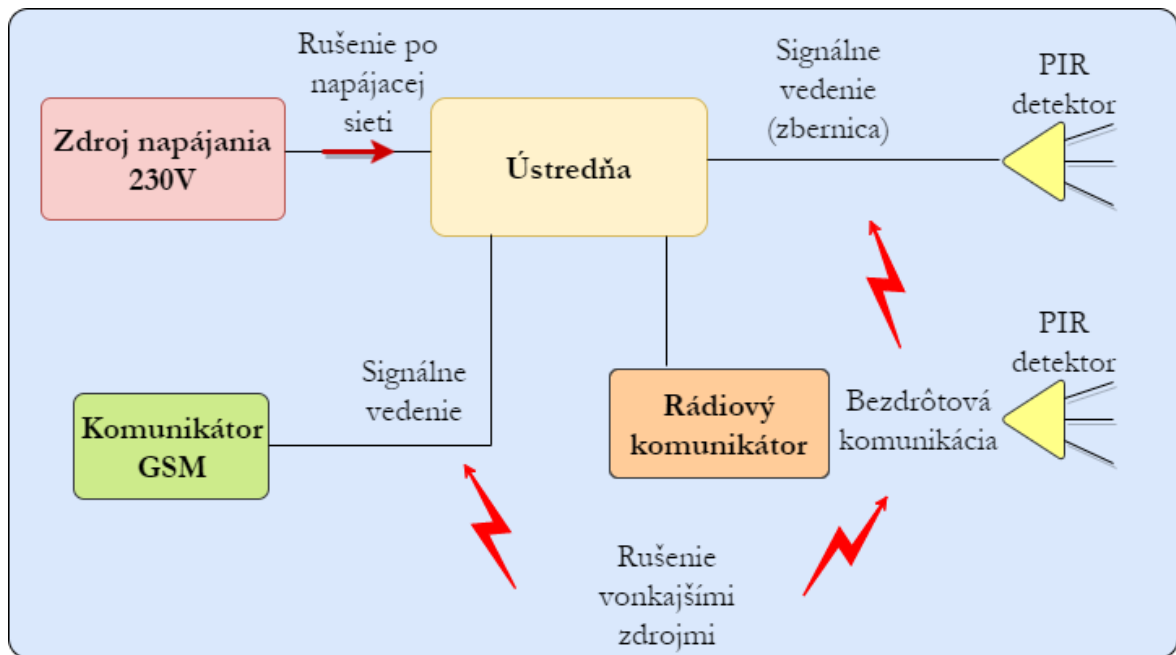 Rušenie po
napájacej
sieti
Signálne
vedenie
(zbernica)
PIR
detektor
Zdroj napájania
230V
Ústredňa
PIR
detektor
Signálne
vedenie
Komunikátor
GSM
Rádiový
komunikátor
Bezdrôtová
komunikácia
Rušenie
vonkajšími
zdrojmi